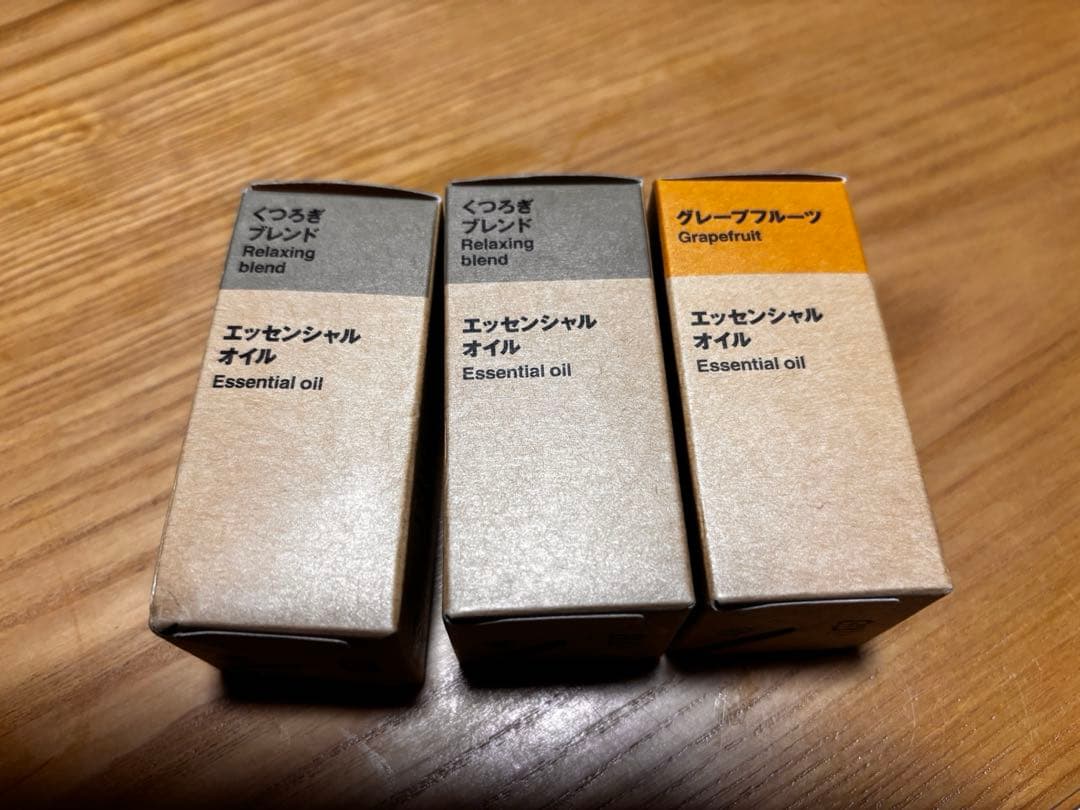 くつろぎ
ブレンド
Relaxing
blend
エッセンシャル
オイル
Essential oil
くつろぎ
ブレンド
Relaxing
blend
エッセンシャル
オイル
Essential oil
グレープフルーツ
Grapefruit
エッセンシャル
オイル
Essential oil